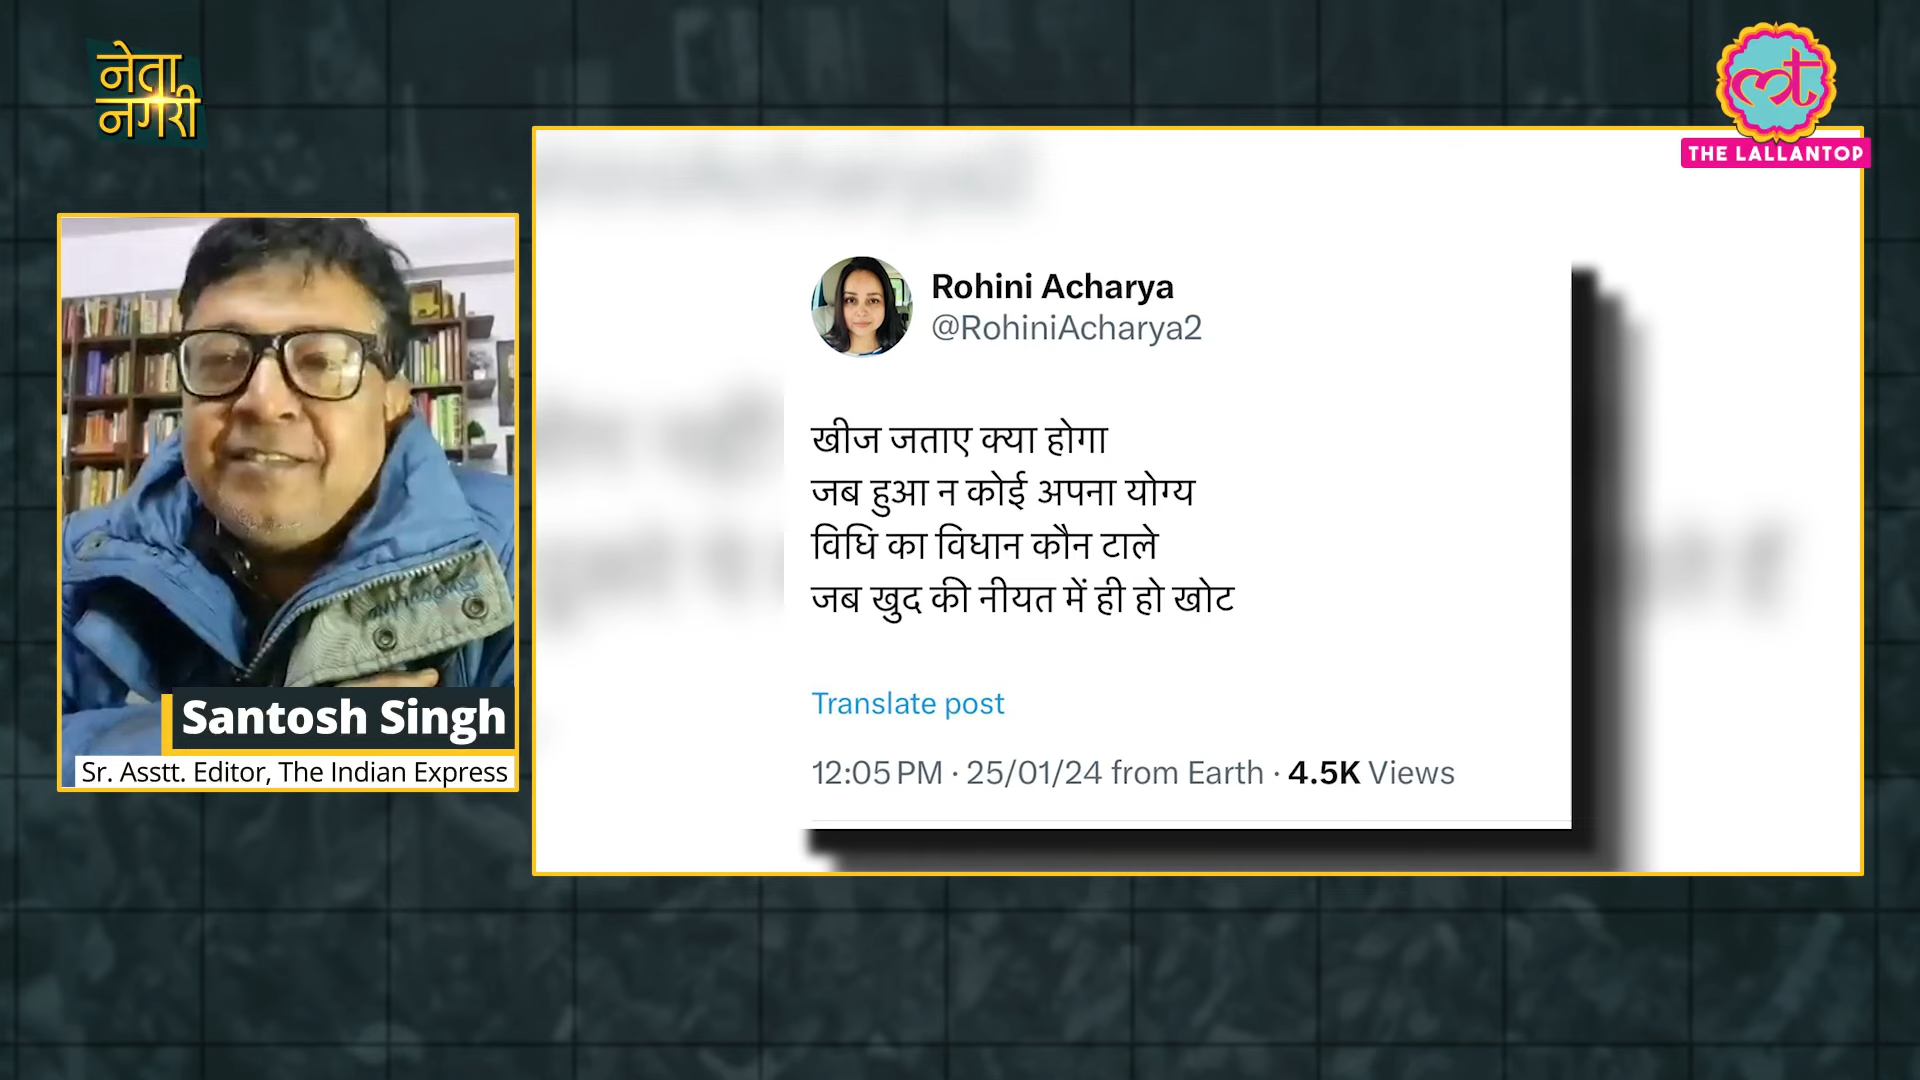 नेता
नगरी
THE LALLANTOP
Rohini Acharya
@RohiniAcharya2
खीज जताए क्या होगा
जब हुआ न कोई अपना योग्य
विधि का विधान कौन टाले
जब खुद की नीयत में ही हो खोट
Translate post
12:05 PM · 25/01/24 from Earth · 4.5K Views
Santosh Singh
Sr. Asstt. Editor, The Indian Express